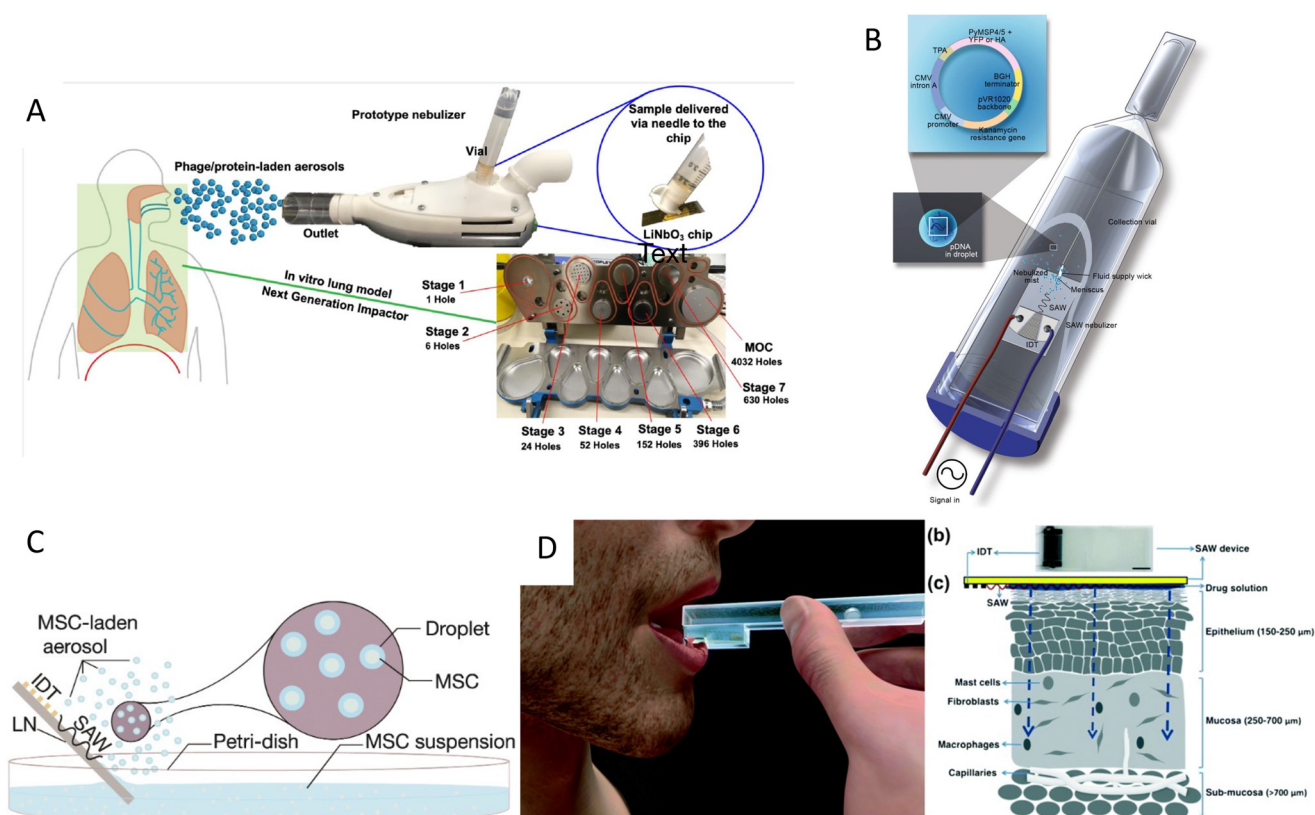 A
Prototype nebulizer
Vial
Sample delivered
via needle to the
chip
LiNbO3 chip
Text
Phage/protein-laden aerosols
Outlet
In vitro lung model
Next Generation Impactor
Stage 1
1 Hole
Stage 2
6 Holes
Stage 3
24 Holes
Stage 4
52 Holes
Stage 5
152 Holes
Stage 6
396 Holes
Stage 7
630 Holes
MOC
4032 Holes
B
PyMSP4/5 +
YFP or HA
TPA
CMV
intron A
BGH
terminator
pVR1020
backbone
CMV
promoter
Kanamycin
resistance gene
pDNA
in droplet
Collection vial
Nebulized
mist
Fluid supply wick
Meniscus
SAW
SAW nebulizer
IDT
Signal in
C
MSC-laden
aerosol
IDT
LN
SAW
Droplet
MSC
Petri-dish
MSC suspension
D
(b)
IDT
SAW device
(c)
Drug solution
SAW
Epithelium (150-250 µm)
Mast cells
Fibroblasts
Mucosa (250-700 µm)
Macrophages
Capillaries
Sub-mucosa (>700 µm)